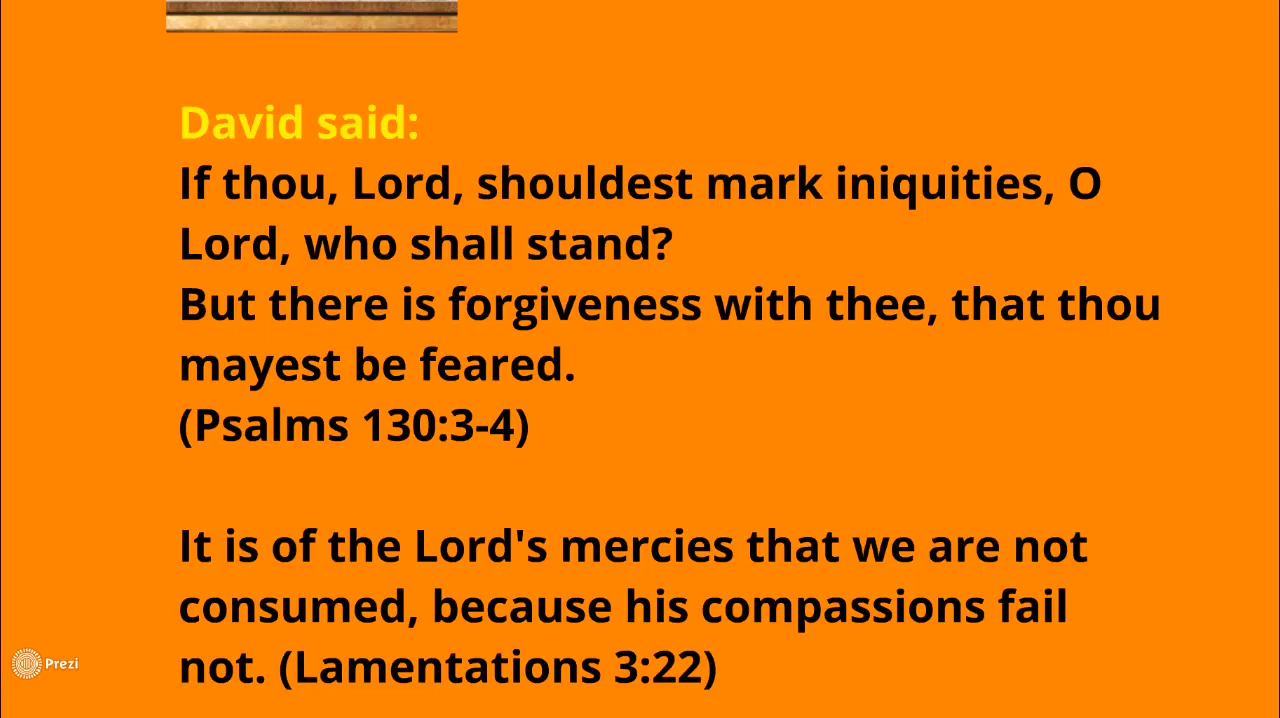 David said:
If thou, Lord, shouldest mark iniquities, O
Lord, who shall stand?
But there is forgiveness with thee, that thou
mayest be feared.
(Psalms 130:3-4)
It is of the Lord's mercies that we are not
consumed, because his compassions fail
not. (Lamentations 3:22)
Prezi